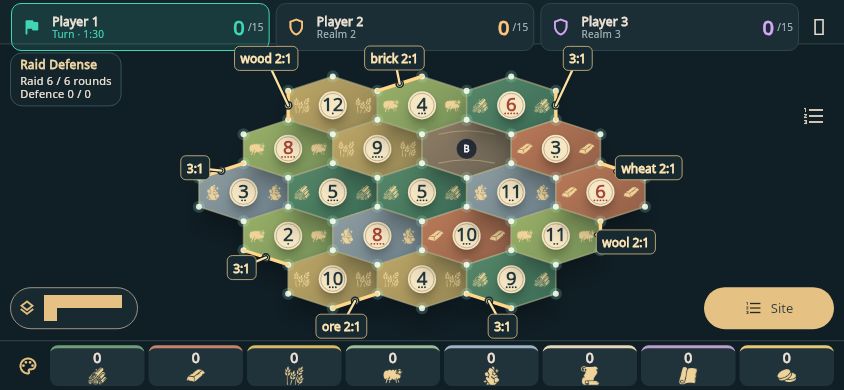 Player 1
Turn · 1:30
0 /15
Player 2
Realm 2
0 /15
Player 3
Realm 3
0 /15
Raid Defense
Raid 6 / 6 rounds
Defence 0 / 0
wood 2:1
brick 2:1
3:1
1
2
3
12
4
6
8
9
B
3
3:1
wheat 2:1
3
5
5
11
6
2
8
10
11
wool 2:1
3:1
10
4
9
ore 2:1
3:1
Site
0
0
0
0
0
0
0
0